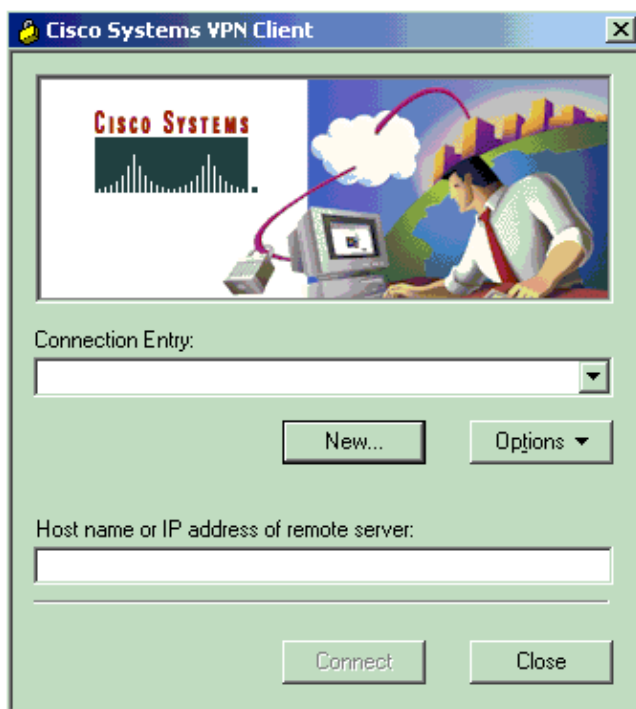 Cisco Systems VPN Client
CISCO SYSTEMS
Connection Entry:
New...
Options
Host name or IP address of remote server:
Connect
Close